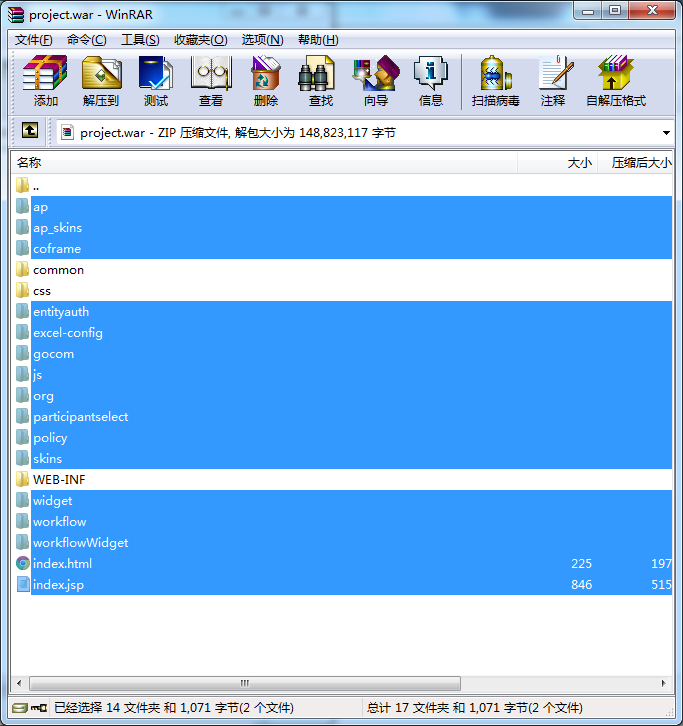 project.war - WinRAR
文件(F) 命令(C) 工具(S) 收藏夹(O) 选项(N) 帮助(H)
添加 解压到 测试 查看 删除 查找 向导 信息 扫描病毒 注释 自解压格式
project.war - ZIP 压缩文件, 解包大小为 148,823,117 字节
名称 大小 压缩后大小
..
ap
ap_skins
coframe
common
css
entityauth
excel-config
gocom
js
org
participantselect
policy
skins
WEB-INF
widget
workflow
workflowWidget
index.html 225 197
index.jsp 846 515
已经选择 14 文件夹 和 1,071 字节(2 个文件) 总计 17 文件夹 和 1,071 字节(2 个文件)